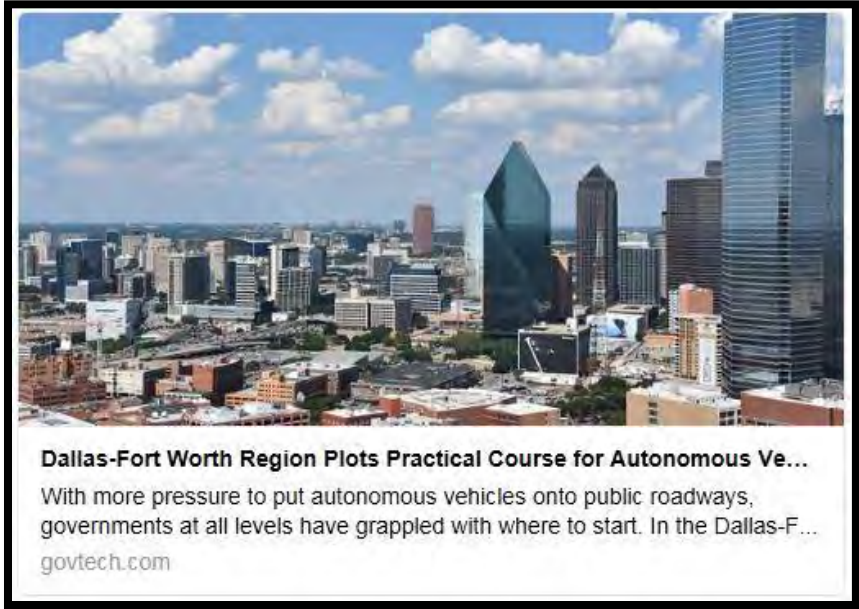 Dallas-Fort Worth Region Plots Practical Course for Autonomous Ve...
With more pressure to put autonomous vehicles onto public roadways,
governments at all levels have grappled with where to start. In the Dallas-F...
govtech.com